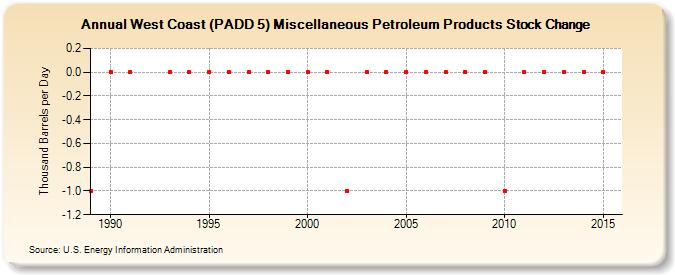 Annual West Coast (PADD 5) Miscellaneous Petroleum Products Stock Change
Thousand Barrels per Day
0.2
0.0
-0.2
-0.4
-0.6
-0.8
-1.0
-1.2
1990 1995 2000 2005 2010 2015
Source: U.S. Energy Information Administration